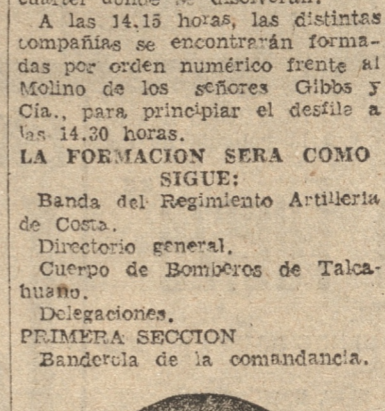 A las 14.15 horas, las distintas
compañías se encontrarán forma-
das por orden numérico frente al
Molino de los señores Gibbs y
Cía., para principiar el desfile a
las 14.30 horas.
LA FORMACION SERA COMO
SIGUE:
Banda del Regimiento Artillería
de Costa.
Directorio general.
Cuerpo de Bomberos de Talca-
huano.
Delegaciones.
PRIMERA SECCION
Banderola de la comandancia.